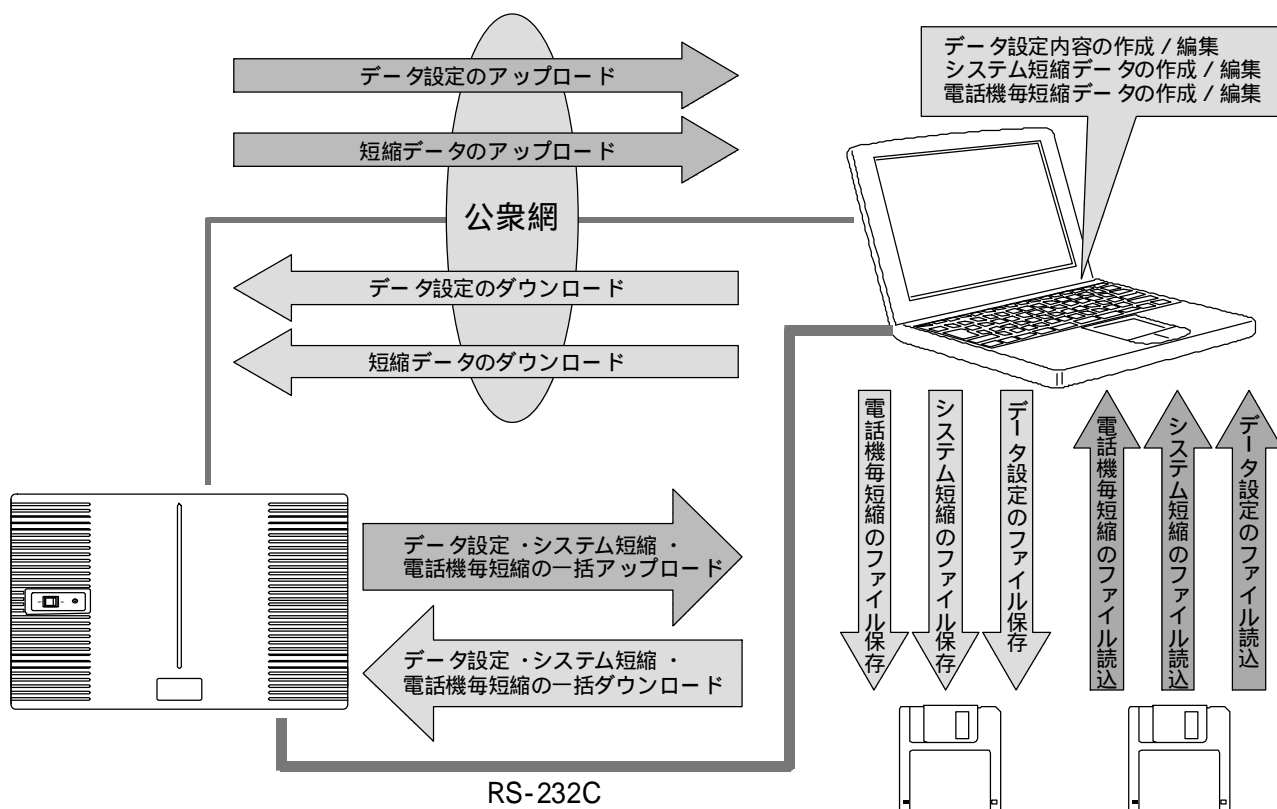 データ設定のアップロード
短縮データのアップロード
公衆網
データ設定のダウンロード
短縮データのダウンロード
データ設定内容の作成 / 編集
システム短縮データの作成 / 編集
電話機毎短縮データの作成 / 編集
データ設定・システム短縮・
電話機毎短縮の一括アップロード
データ設定・システム短縮・
電話機毎短縮の一括ダウンロード
電話機毎短縮のファイル保存
システム短縮のファイル保存
データ設定のファイル保存
電話機毎短縮のファイル読込
システム短縮のファイル読込
データ設定のファイル読込
RS-232C